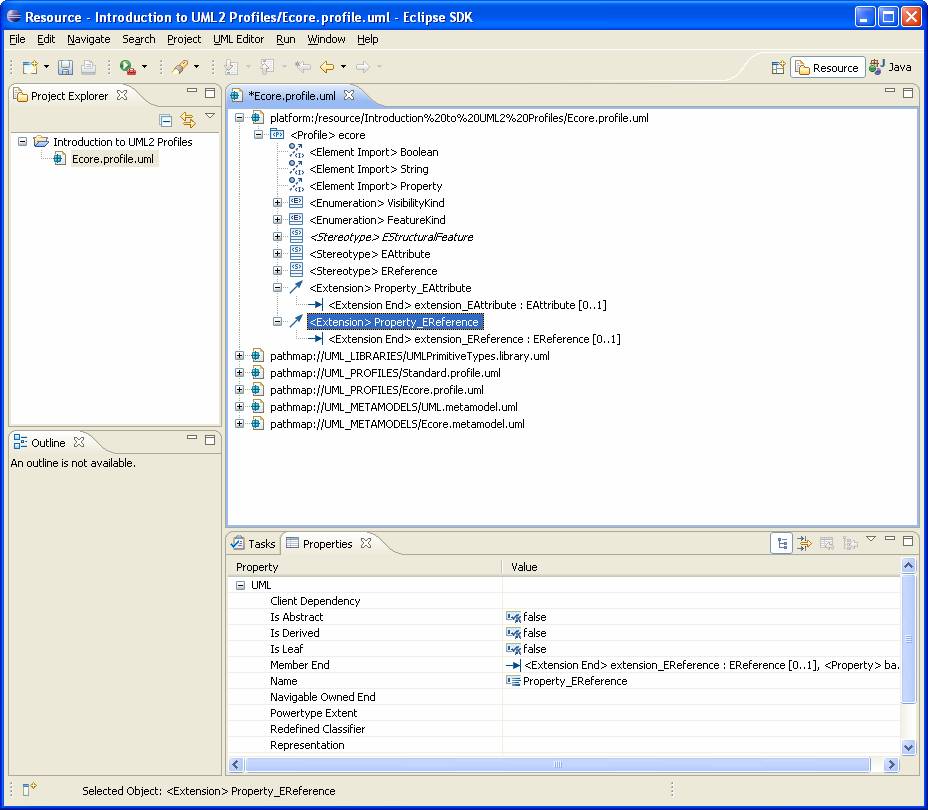 Resource - Introduction to UML2 Profiles/Ecore.profile.uml - Eclipse SDK
File Edit Navigate Search Project UML Editor Run Window Help
Resource Java
Project Explorer
Introduction to UML2 Profiles
Ecore.profile.uml
*Ecore.profile.uml
platform:/resource/Introduction%20to%20UML2%20Profiles/Ecore.profile.uml
<Profile> ecore
<Element Import> Boolean
<Element Import> String
<Element Import> Property
<Enumeration> VisibilityKind
<Enumeration> FeatureKind
<Stereotype> EStructuralFeature
<Stereotype> EAttribute
<Stereotype> EReference
<Extension> Property_EAttribute
<Extension End> extension_EAttribute : EAttribute [0..1]
<Extension> Property_EReference
<Extension End> extension_EReference : EReference [0..1]
pathmap://UML_LIBRARIES/UMLPrimitiveTypes.library.uml
pathmap://UML_PROFILES/Standard.profile.uml
pathmap://UML_PROFILES/Ecore.profile.uml
pathmap://UML_METAMODELS/UML.metamodel.uml
pathmap://UML_METAMODELS/Ecore.metamodel.uml
Outline
An outline is not available.
Tasks Properties
Property Value
UML
Client Dependency
Is Abstract false
Is Derived false
Is Leaf false
Member End <Extension End> extension_EReference : EReference [0..1], <Property> ba...
Name Property_EReference
Navigable Owned End
Powertype Extent
Redefined Classifier
Representation
Selected Object: <Extension> Property_EReference